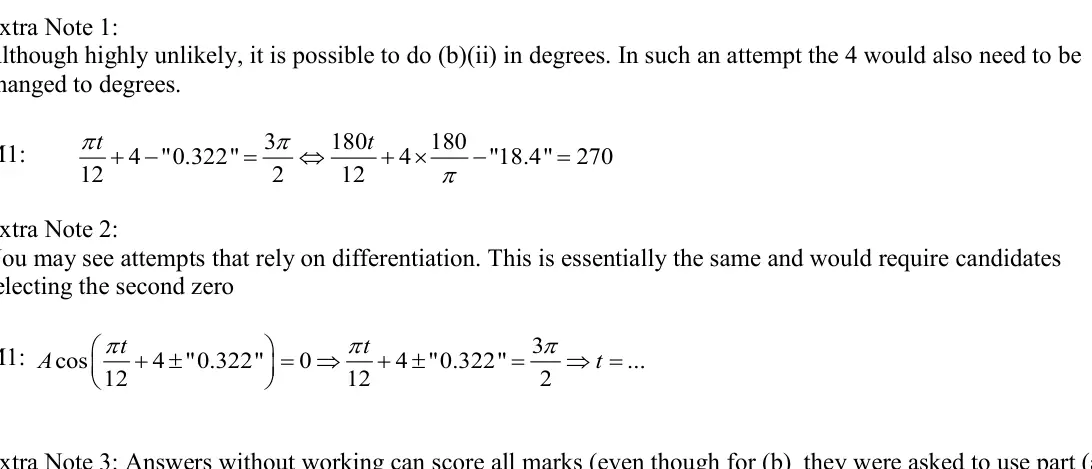 xtra Note 1:
lthough highly unlikely, it is possible to do (b)(ii) in degrees. In such an attempt the 4 would also need to be
hanged to degrees.
M1: πt/12 + 4 − "0.322" = 3π/2 ⇔ 180t/12 + 4 × 180/π − "18.4" = 270
xtra Note 2:
You may see attempts that rely on differentiation. This is essentially the same and would require candidates
electing the second zero
M1: A cos(πt/12 + 4 ± "0.322") = 0 ⇒ πt/12 + 4 ± "0.322" = 3π/2 ⇒ t = ...
xtra Note 3: Answers without working can score all marks (even though for (b) they were asked to use part